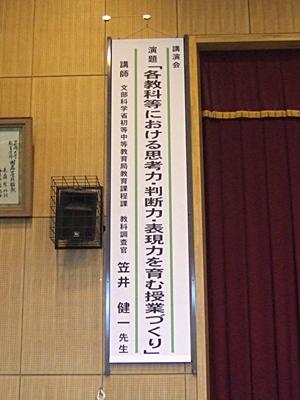 講演会
演題「各教科等における思考力・判断力・表現力を育む授業づくり」
講師 文部科学省初等中等教育局教育課程課 教科調査官 笠井 健一 先生